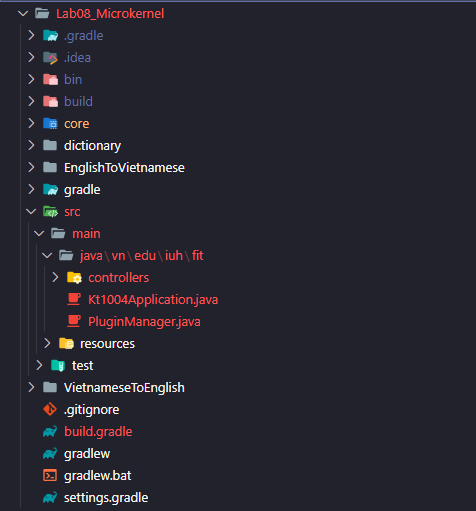 Lab08_Microkernel
.gradle
.idea
bin
build
core
dictionary
EnglishToVietnamese
gradle
src
main
java\vn\edu\iuh\fit
controllers
Kt1004Application.java
PluginManager.java
resources
test
VietnameseToEnglish
.gitignore
build.gradle
gradlew
gradlew.bat
settings.gradle